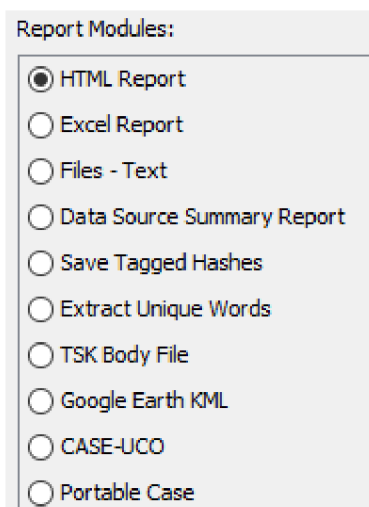 Report Modules:
HTML Report
Excel Report
Files - Text
Data Source Summary Report
Save Tagged Hashes
Extract Unique Words
TSK Body File
Google Earth KML
CASE-UCO
Portable Case